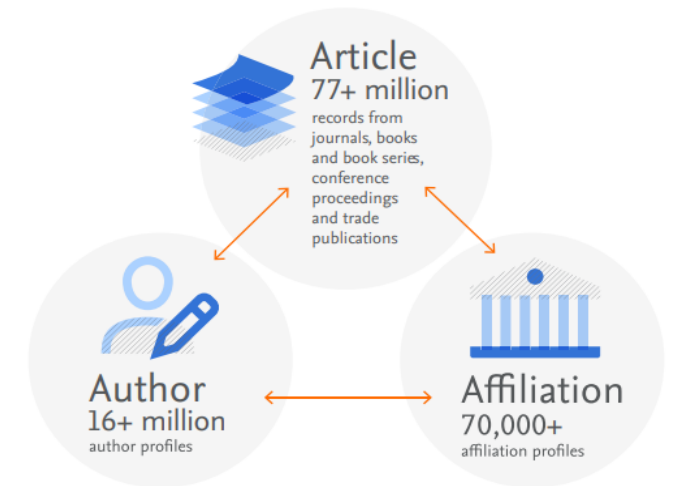 Article
77+ million
records from
journals, books
and book series,
conference
proceedings
and trade
publications
Author
16+ million
author profiles
Affiliation
70,000+
affiliation profiles